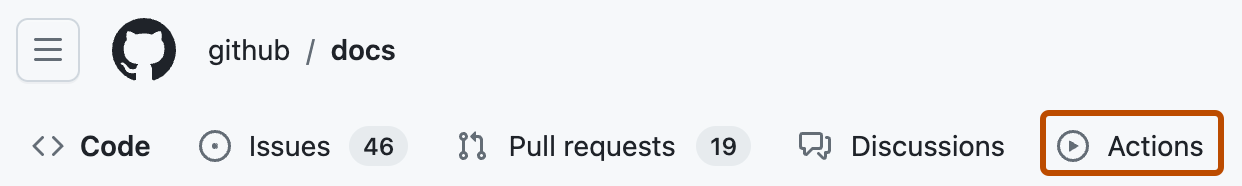 github / docs
Code Issues 46 Pull requests 19 Discussions Actions